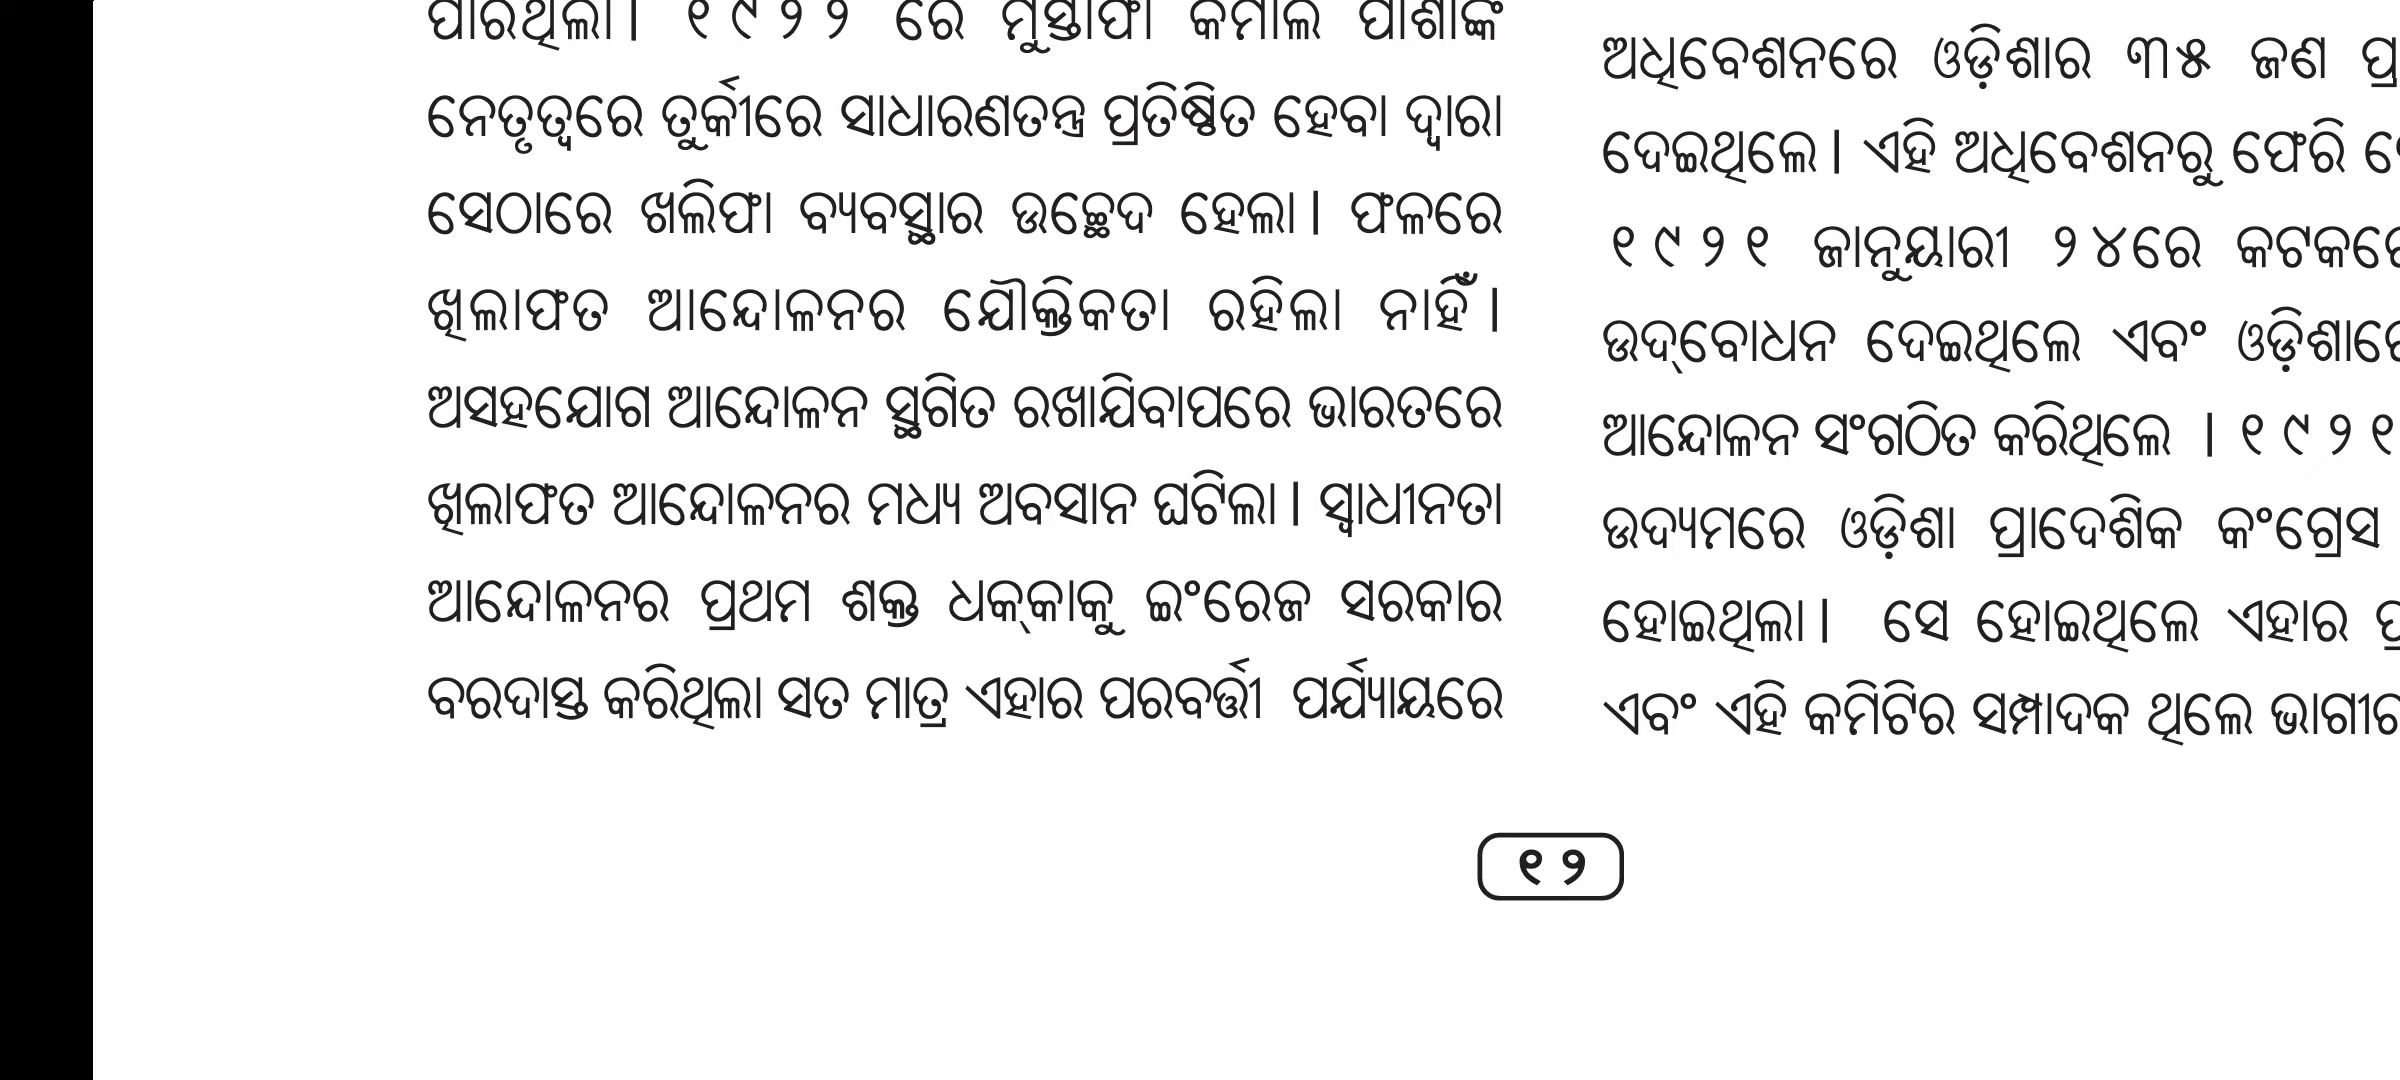 ପାରିଥିଲା। ୧୯୨୨ ରେ ମୁସ୍ତାଫା କମାଲ ପାଶାଙ୍କ
ନେତୃତ୍ୱରେ ତୁର୍କୀରେ ସାଧାରଣତନ୍ତ୍ର ପ୍ରତିଷ୍ଠିତ ହେବା ଦ୍ୱାରା
ସେଠାରେ ଖଲିଫା ବ୍ୟବସ୍ଥାର ଉଚ୍ଛେଦ ହେଲା। ଫଳରେ
ଖିଲାଫତ ଆନ୍ଦୋଳନର ଯୌକ୍ତିକତା ରହିଲା ନାହିଁ।
ଅସହଯୋଗ ଆନ୍ଦୋଳନ ସ୍ଥଗିତ ରଖାଯିବାପରେ ଭାରତରେ
ଖିଲାଫତ ଆନ୍ଦୋଳନର ମଧ୍ୟ ଅବସାନ ଘଟିଲା। ସ୍ୱାଧୀନତା
ଆନ୍ଦୋଳନର ପ୍ରଥମ ଶକ୍ତ ଧକ୍‌କାକୁ ଇଂରେଜ ସରକାର
ବରଦାସ୍ତ କରିଥିଲା ସତ ମାତ୍ର ଏହାର ପରବର୍ତ୍ତୀ ପର୍ଯ୍ୟାୟରେ
ଅଧିବେଶନରେ ଓଡ଼ିଶାର ୩୫ ଜଣ
ଦେଇଥିଲେ। ଏହି ଅଧିବେଶନରୁ ଫେରି
୧୯୨୧ ଜାନୁୟାରୀ ୨୪ରେ
ଉଦ୍‌ବୋଧନ ଦେଇଥିଲେ ଏବଂ
ଆନ୍ଦୋଳନ ସଂଗଠିତ କରିଥିଲେ । ୧୯୨୧
ଉଦ୍ୟମରେ ଓଡ଼ିଶା ପ୍ରାଦେଶିକ କଂଗ୍ରେସ
ହୋଇଥିଲା। ସେ ହୋଇଥିଲେ ଏହାର
ଏବଂ ଏହି କମିଟିର ସମ୍ପାଦକ ଥିଲେ
୧୨